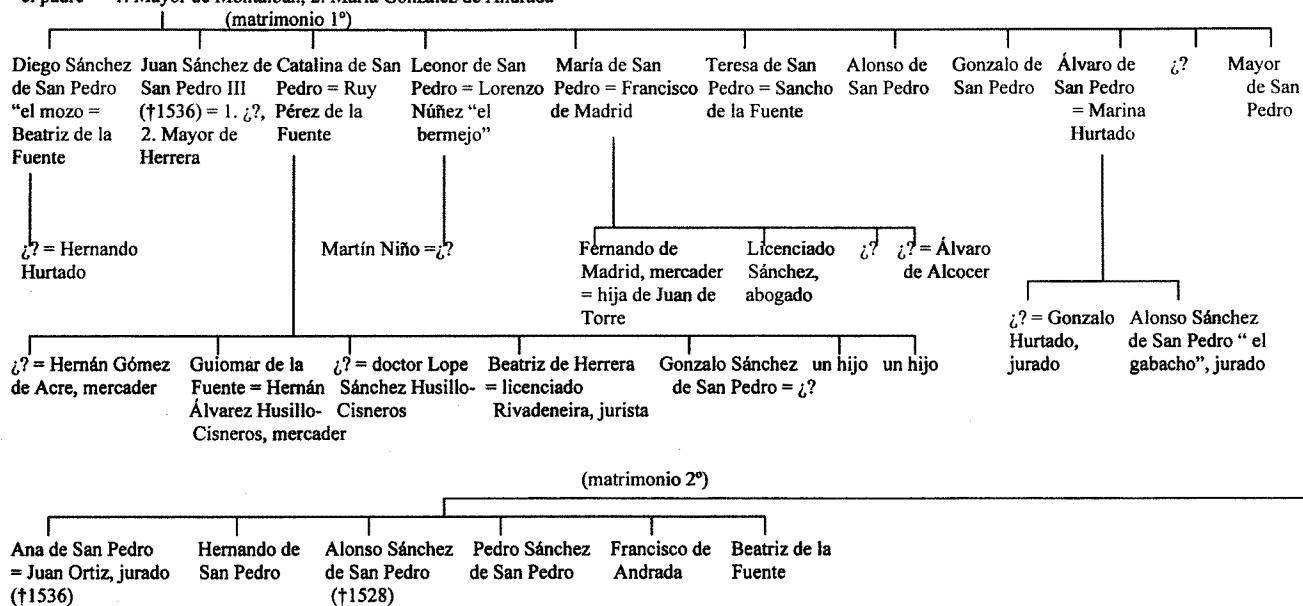 (matrimonio 1º)
Diego Sánchez de San Pedro "el mozo = Beatriz de la Fuente
Juan Sánchez de San Pedro III (†1536) = 1. ¿?, 2. Mayor de Herrera
Catalina de San Pedro = Ruy Pérez de la Fuente
Leonor de San Pedro = Lorenzo Núñez "el bermejo"
María de San Pedro = Francisco de Madrid
Teresa de San Pedro = Sancho de la Fuente
Alonso de San Pedro
Gonzalo de San Pedro
Álvaro de San Pedro = Marina Hurtado
¿?
Mayor de San Pedro
¿? = Hernando Hurtado
Martín Niño =¿?
Fernando de Madrid, mercader = hija de Juan de Torre
Licenciado Sánchez, abogado
¿?
¿? = Álvaro de Alcocer
¿? = Gonzalo Hurtado, jurado
Alonso Sánchez de San Pedro " el gabacho", jurado
¿? = Hernán Gómez de Acre, mercader
Guiomar de la Fuente = Hernán Álvarez Husillo-Cisneros, mercader
¿? = doctor Lope Sánchez Husillo-Cisneros
Beatriz de Herrera = licenciado Rivadeneira, jurista
Gonzalo Sánchez de San Pedro = ¿?
un hijo
un hijo
(matrimonio 2º)
Ana de San Pedro = Juan Ortiz, jurado (†1536)
Hernando de San Pedro
Alonso Sánchez de San Pedro (†1528)
Pedro Sánchez de San Pedro
Francisco de Andrada
Beatriz de la Fuente